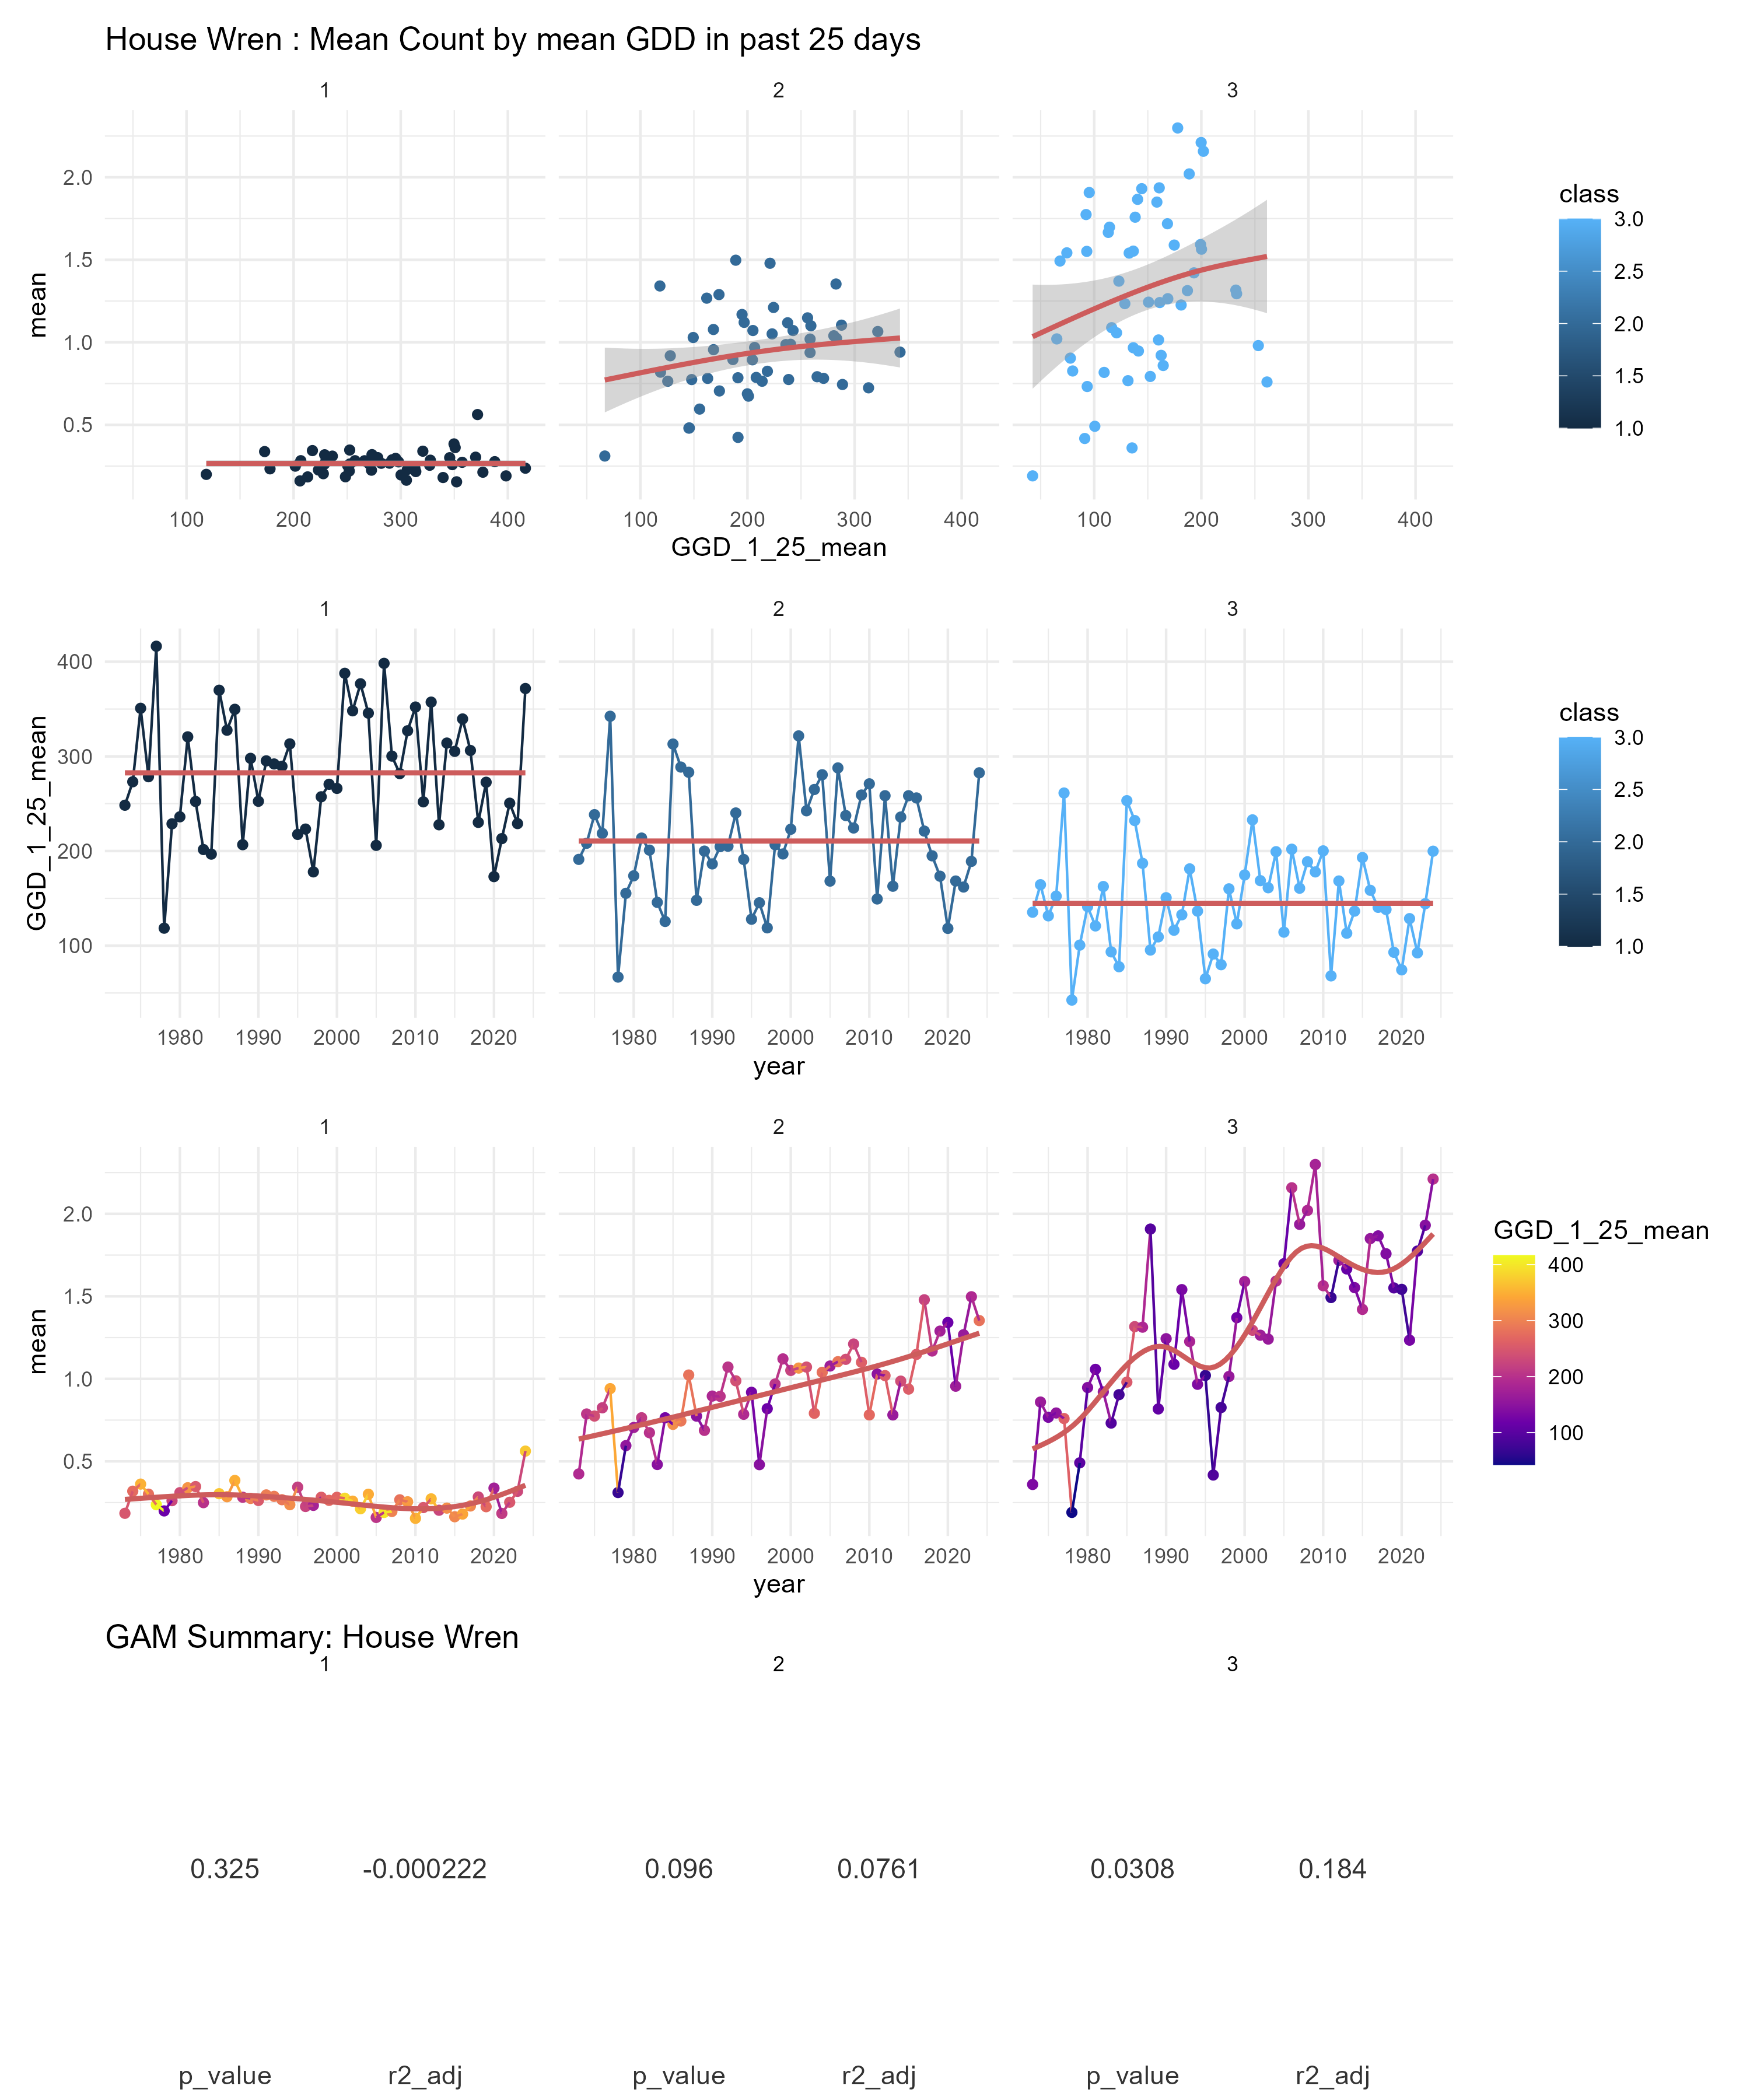 House Wren : Mean Count by mean GDD in past 25 days
1 2 3
2.0
1.5
1.0
0.5
mean
100 200 300 400 100 200 300 400 100 200 300 400
GGD_1_25_mean
class
3.0
2.5
2.0
1.5
1.0
1 2 3
400
300
200
100
GGD_1_25_mean
1980 1990 2000 2010 2020 1980 1990 2000 2010 2020 1980 1990 2000 2010 2020
year
class
3.0
2.5
2.0
1.5
1.0
1 2 3
2.0
1.5
1.0
0.5
mean
1980 1990 2000 2010 2020 1980 1990 2000 2010 2020 1980 1990 2000 2010 2020
year
GGD_1_25_mean
400
300
200
100
GAM Summary: House Wren
1 2 3
0.325 -0.000222 0.096 0.0761 0.0308 0.184
p_value r2_adj p_value r2_adj p_value r2_adj